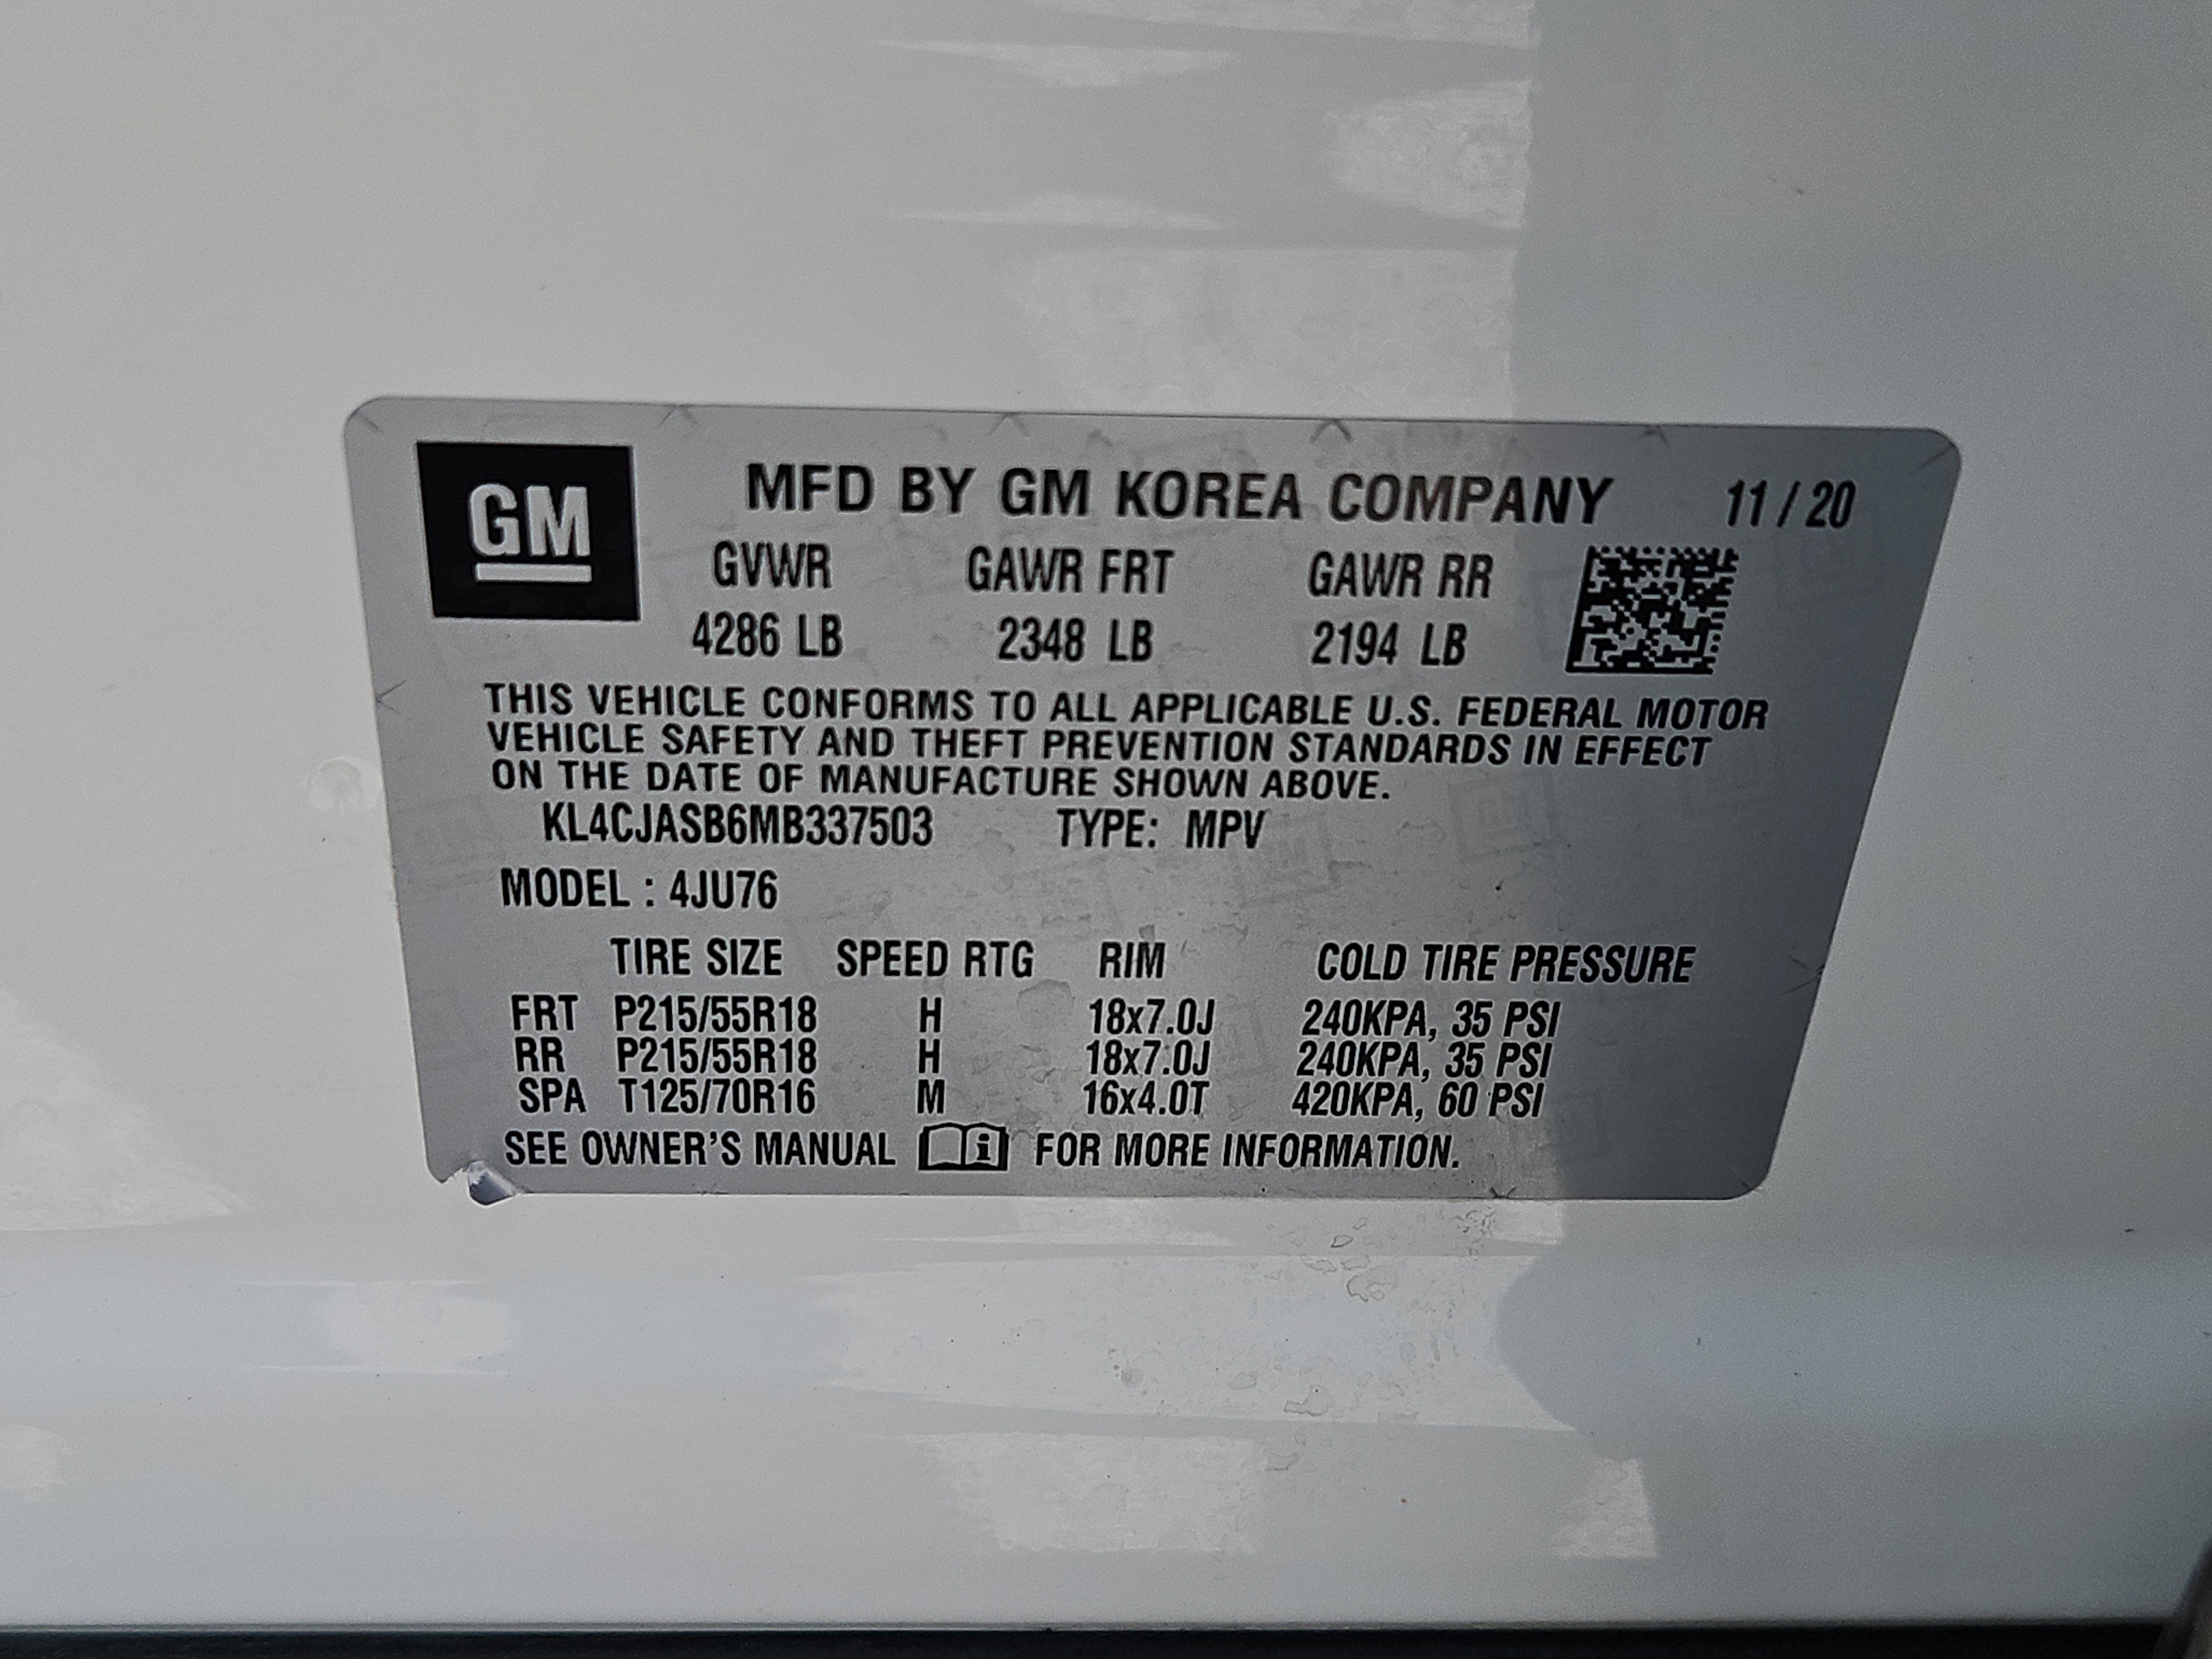 GM
MFD BY GM KOREA COMPANY 11 / 20
GVWR GAWR FRT GAWR RR
4286 LB 2348 LB 2194 LB
THIS VEHICLE CONFORMS TO ALL APPLICABLE U.S. FEDERAL MOTOR
VEHICLE SAFETY AND THEFT PREVENTION STANDARDS IN EFFECT
ON THE DATE OF MANUFACTURE SHOWN ABOVE.
KL4CJASB6MB337503 TYPE: MPV
MODEL : 4JU76
TIRE SIZE SPEED RTG RIM COLD TIRE PRESSURE
FRT P215/55R18 H 18x7.0J 240KPA, 35 PSI
RR P215/55R18 H 18x7.0J 240KPA, 35 PSI
SPA T125/70R16 M 16x4.0T 420KPA, 60 PSI
SEE OWNER'S MANUAL i FOR MORE INFORMATION.